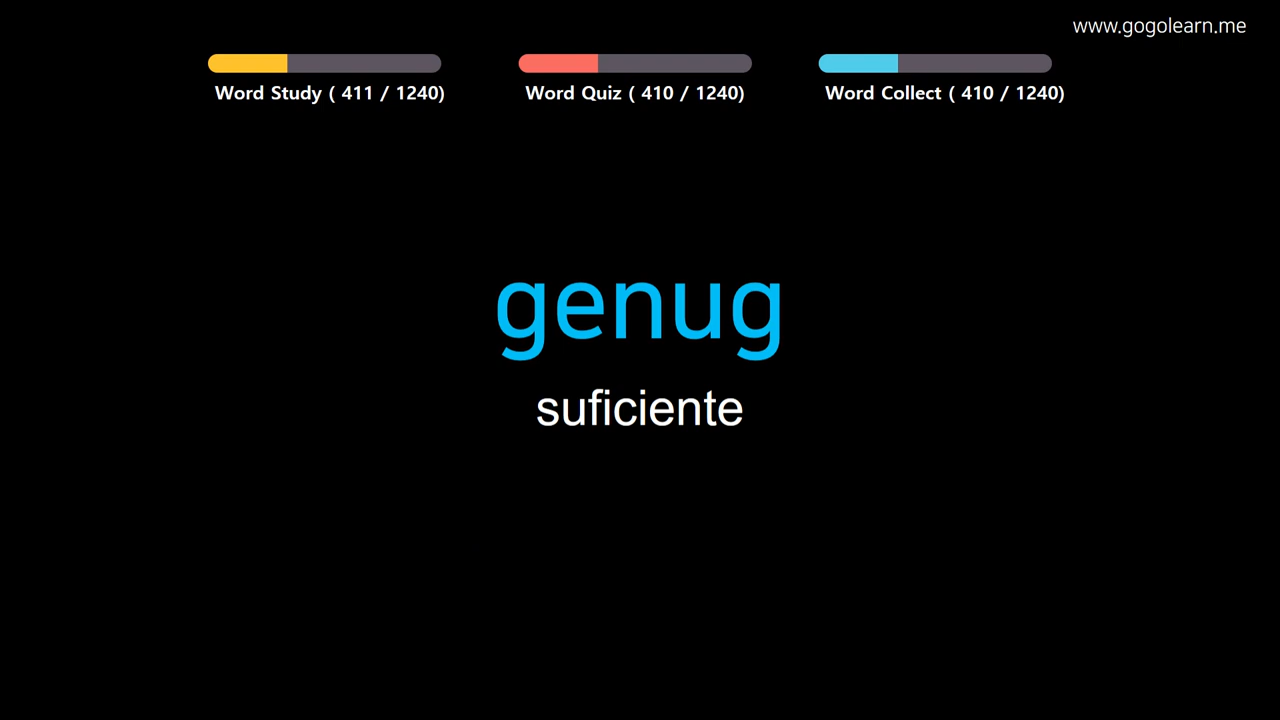 www.gogolearn.me
Word Study ( 411 / 1240)
Word Quiz ( 410 / 1240)
Word Collect ( 410 / 1240)
genug
suficiente